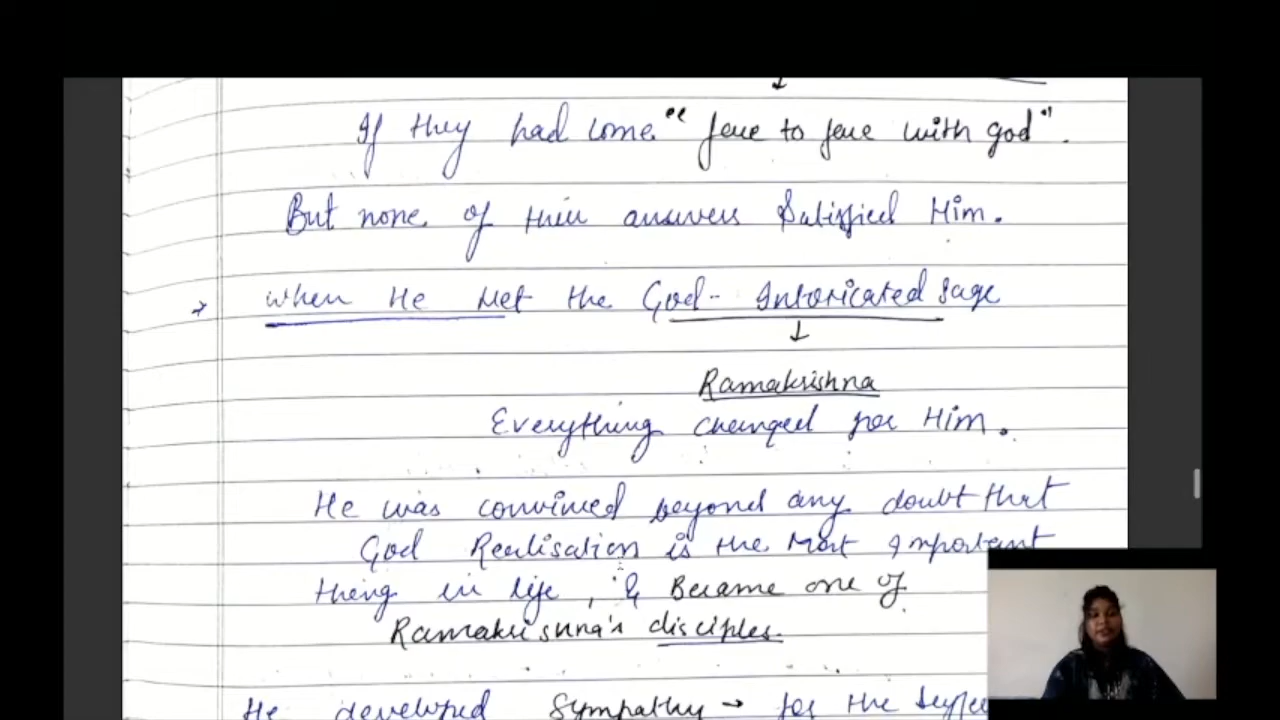 If they had come "face to face with god".
But none of their answers Satisfied Him.
→ when He Met the God- Intoxicated sage
↓
Ramakrishna
Everything changed for Him.
He was convinced beyond any doubt that
God Realisation is the Most Important
thing in life, & Became one of
Ramakrisuna's disciples.
He developed Sympathy → for the